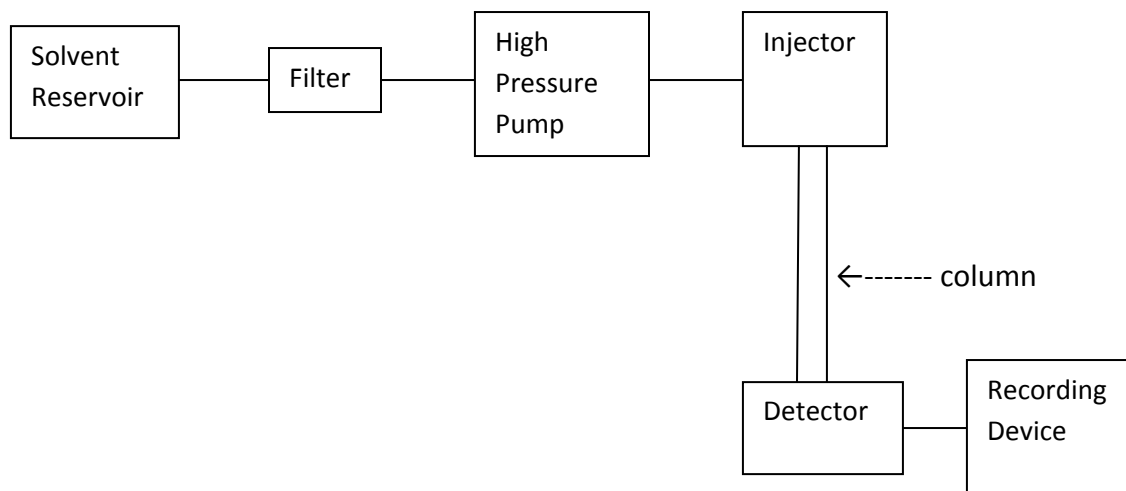 Solvent
Reservoir
Filter
High
Pressure
Pump
Injector
column
Detector
Recording
Device